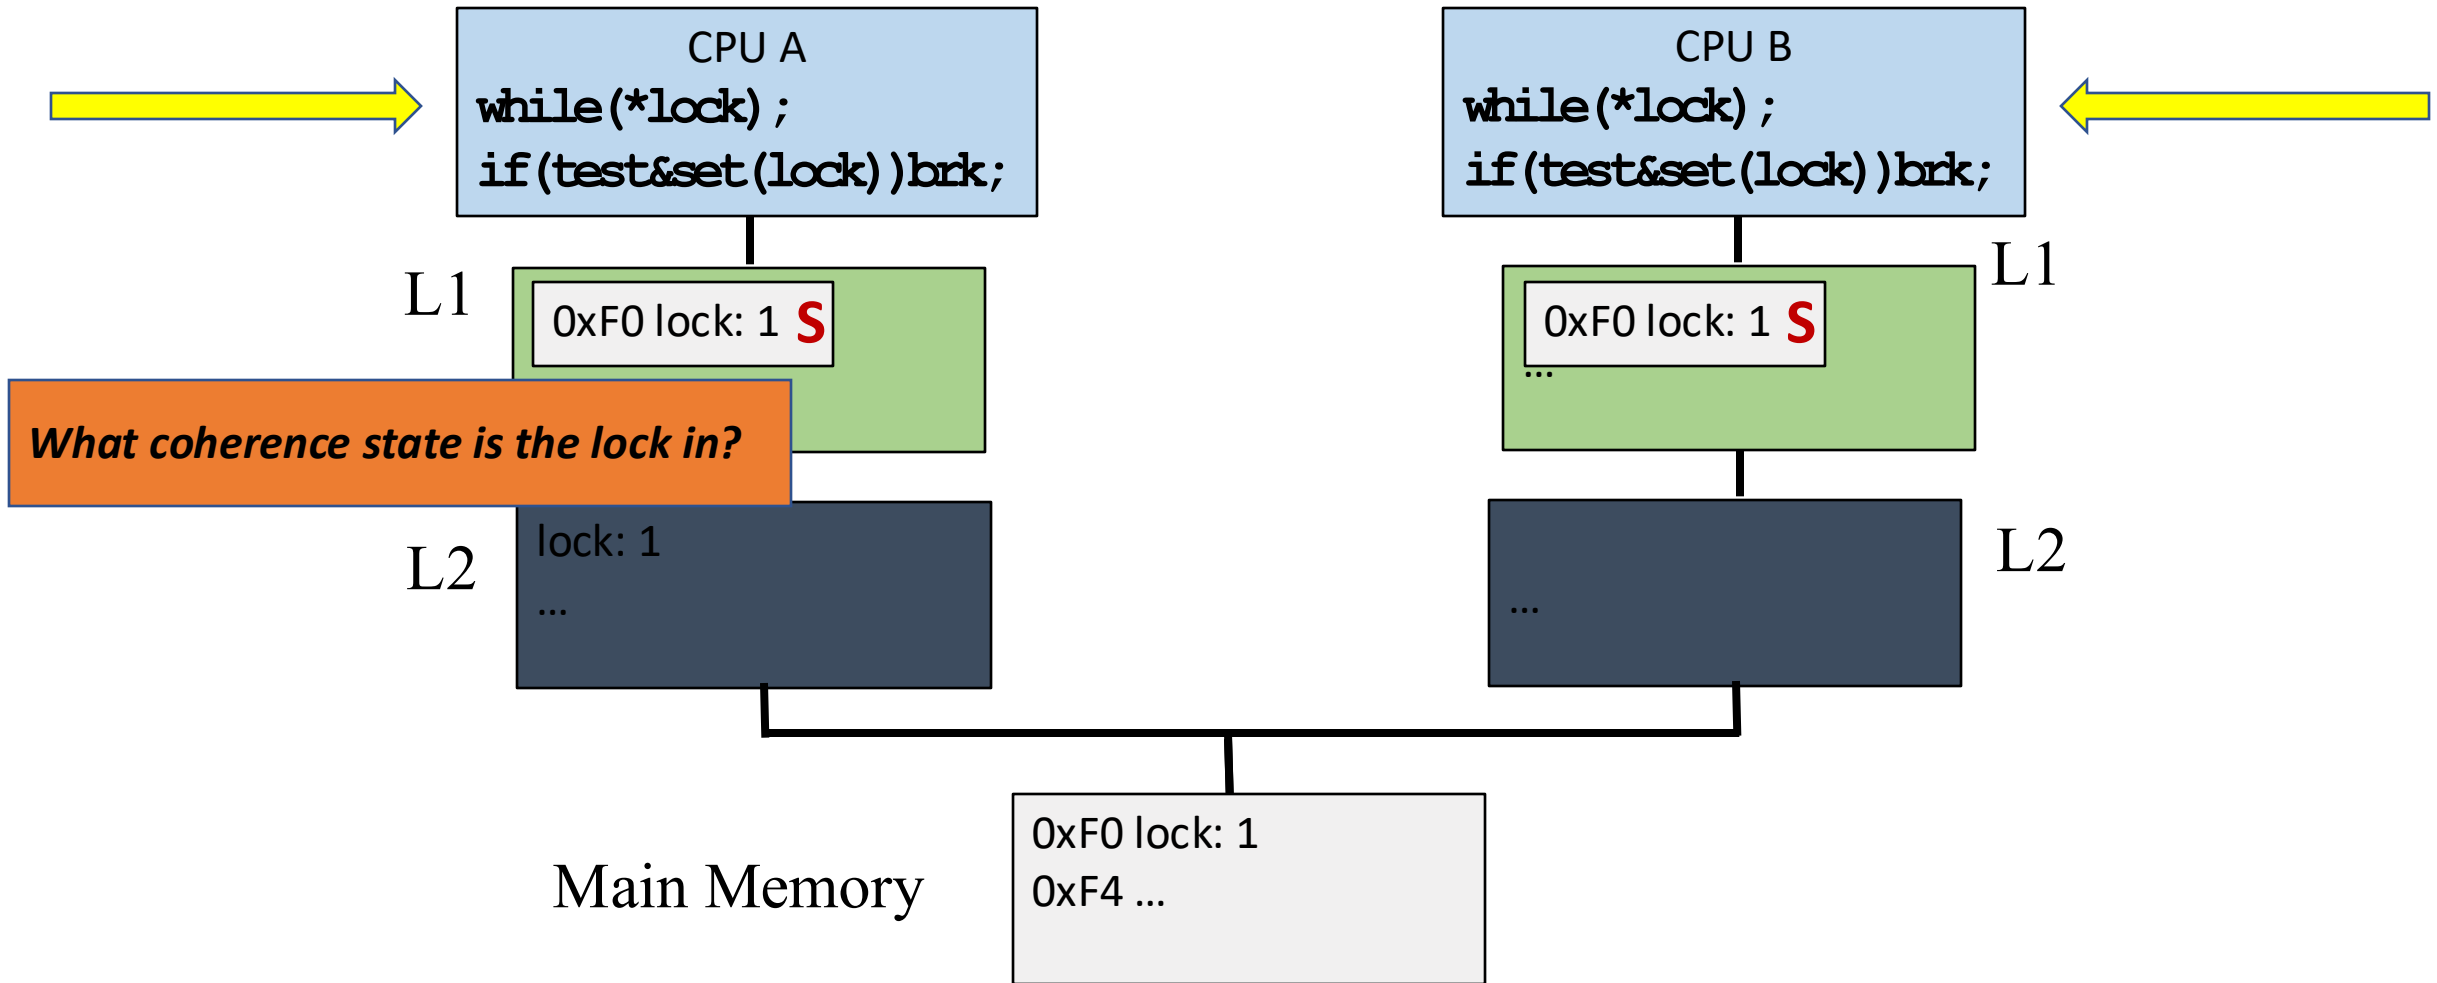 CPU A
while(*lock);
if(test&set(lock))brk;
CPU B
while(*lock);
if(test&set(lock))brk;
L1
0xF0 lock: 1 S
L1
0xF0 lock: 1 S
...
What coherence state is the lock in?
L2
lock: 1
...
L2
...
Main Memory
0xF0 lock: 1
0xF4 ...